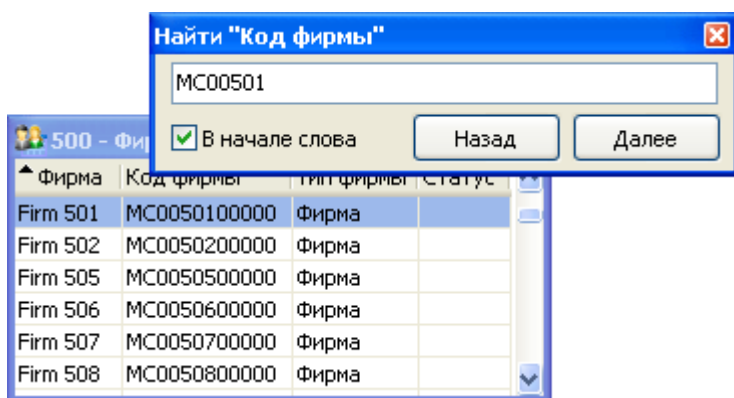 Найти "Код фирмы"
MC00501
В начале слова Назад Далее
500 -
Фирма Код фирмы Тип фирмы Статус
Firm 501 MC0050100000 Фирма
Firm 502 MC0050200000 Фирма
Firm 505 MC0050500000 Фирма
Firm 506 MC0050600000 Фирма
Firm 507 MC0050700000 Фирма
Firm 508 MC0050800000 Фирма